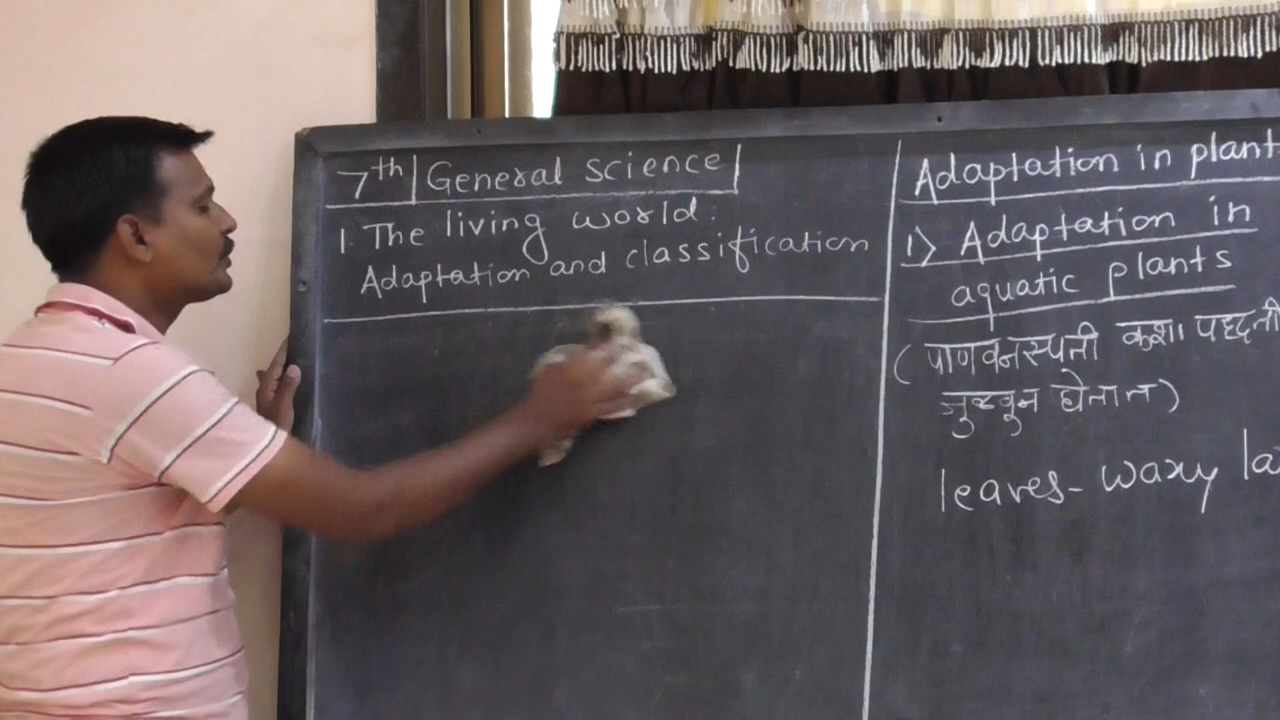 7th General science
1. The living world:
Adaptation and classification
Adaptation in plant
1) Adaptation in
aquatic plants
(पाणवनस्पती कशा पद्दती
जुळवून घेतात)
leaves - waxy la